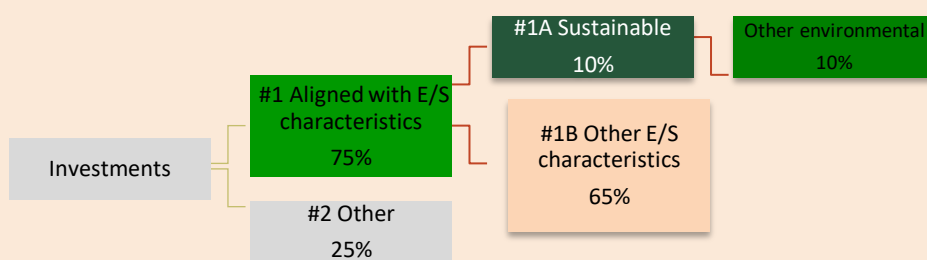 Investments
#1 Aligned with E/S
characteristics
75%
#2 Other
25%
#1A Sustainable
10%
#1B Other E/S
characteristics
65%
Other environmental
10%